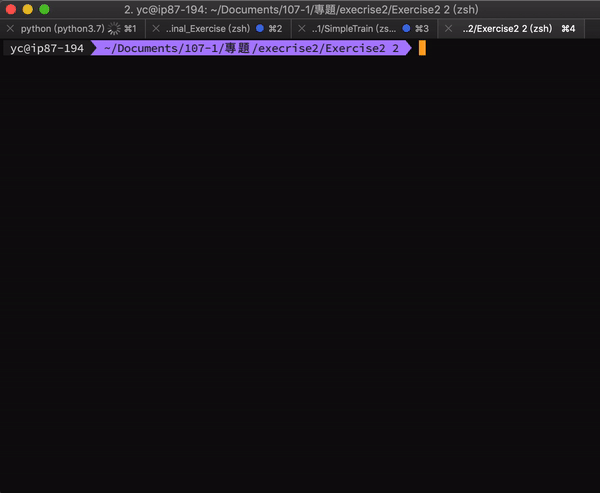 2. yc@ip87-194: ~/Documents/107-1/專題/execrise2/Exercise2 2 (zsh)
python (python3.7) ⌘1 ..inal_Exercise (zsh) ⌘2 ..1/SimpleTrain (zs... ⌘3 ..2/Exercise2 2 (zsh) ⌘4
yc@ip87-194 ~/Documents/107-1/專題/execrise2/Exercise2 2